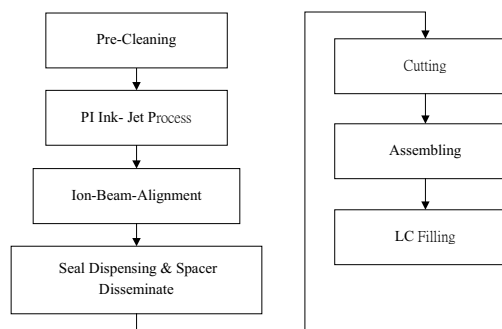 Pre-Cleaning
PI Ink- Jet Process
Ion-Beam-Alignment
Seal Dispensing & Spacer
Disseminate
Cutting
Assembling
LC Filling